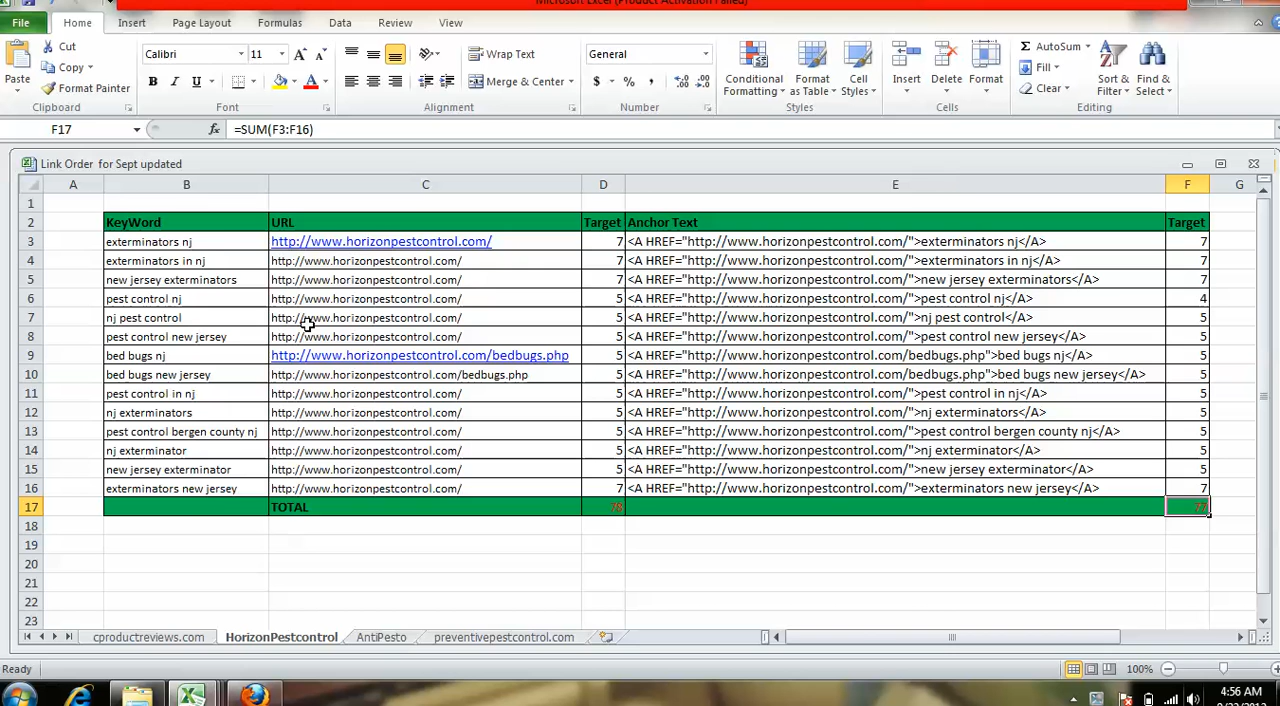 Microsoft Excel (Product Activation Failed)
File Home Insert Page Layout Formulas Data Review View
Paste Cut Copy Format Painter Clipboard
Calibri 11 B I U Font
Wrap Text Merge & Center Alignment
General $ % , Number
Conditional Formatting Format as Table Cell Styles Styles
Insert Delete Format Cells
AutoSum Fill Clear Sort & Filter Find & Select Editing
F17 fx =SUM(F3:F16)
Link Order for Sept updated
A B C D E F G
1
2 KeyWord URL Target Anchor Text Target
3 exterminators nj http://www.horizonpestcontrol.com/ 7 <A HREF="http://www.horizonpestcontrol.com/">exterminators nj</A> 7
4 exterminators in nj http://www.horizonpestcontrol.com/ 7 <A HREF="http://www.horizonpestcontrol.com/">exterminators in nj</A> 7
5 new jersey exterminators http://www.horizonpestcontrol.com/ 7 <A HREF="http://www.horizonpestcontrol.com/">new jersey exterminators</A> 7
6 pest control nj http://www.horizonpestcontrol.com/ 5 <A HREF="http://www.horizonpestcontrol.com/">pest control nj</A> 4
7 nj pest control http://www.horizonpestcontrol.com/ 5 <A HREF="http://www.horizonpestcontrol.com/">nj pest control</A> 5
8 pest control new jersey http://www.horizonpestcontrol.com/ 5 <A HREF="http://www.horizonpestcontrol.com/">pest control new jersey</A> 5
9 bed bugs nj http://www.horizonpestcontrol.com/bedbugs.php 5 <A HREF="http://www.horizonpestcontrol.com/bedbugs.php">bed bugs nj</A> 5
10 bed bugs new jersey http://www.horizonpestcontrol.com/bedbugs.php 5 <A HREF="http://www.horizonpestcontrol.com/bedbugs.php">bed bugs new jersey</A> 5
11 pest control in nj http://www.horizonpestcontrol.com/ 5 <A HREF="http://www.horizonpestcontrol.com/">pest control in nj</A> 5
12 nj exterminators http://www.horizonpestcontrol.com/ 5 <A HREF="http://www.horizonpestcontrol.com/">nj exterminators</A> 5
13 pest control bergen county nj http://www.horizonpestcontrol.com/ 5 <A HREF="http://www.horizonpestcontrol.com/">pest control bergen county nj</A> 5
14 nj exterminator http://www.horizonpestcontrol.com/ 5 <A HREF="http://www.horizonpestcontrol.com/">nj exterminator</A> 5
15 new jersey exterminator http://www.horizonpestcontrol.com/ 5 <A HREF="http://www.horizonpestcontrol.com/">new jersey exterminator</A> 5
16 exterminators new jersey http://www.horizonpestcontrol.com/ 7 <A HREF="http://www.horizonpestcontrol.com/">exterminators new jersey</A> 7
17 TOTAL 78 77
18
19
20
21
22
23
cproductreviews.com HorizonPestcontrol AntiPesto preventivepestcontrol.com
Ready 100%
4:56 AM